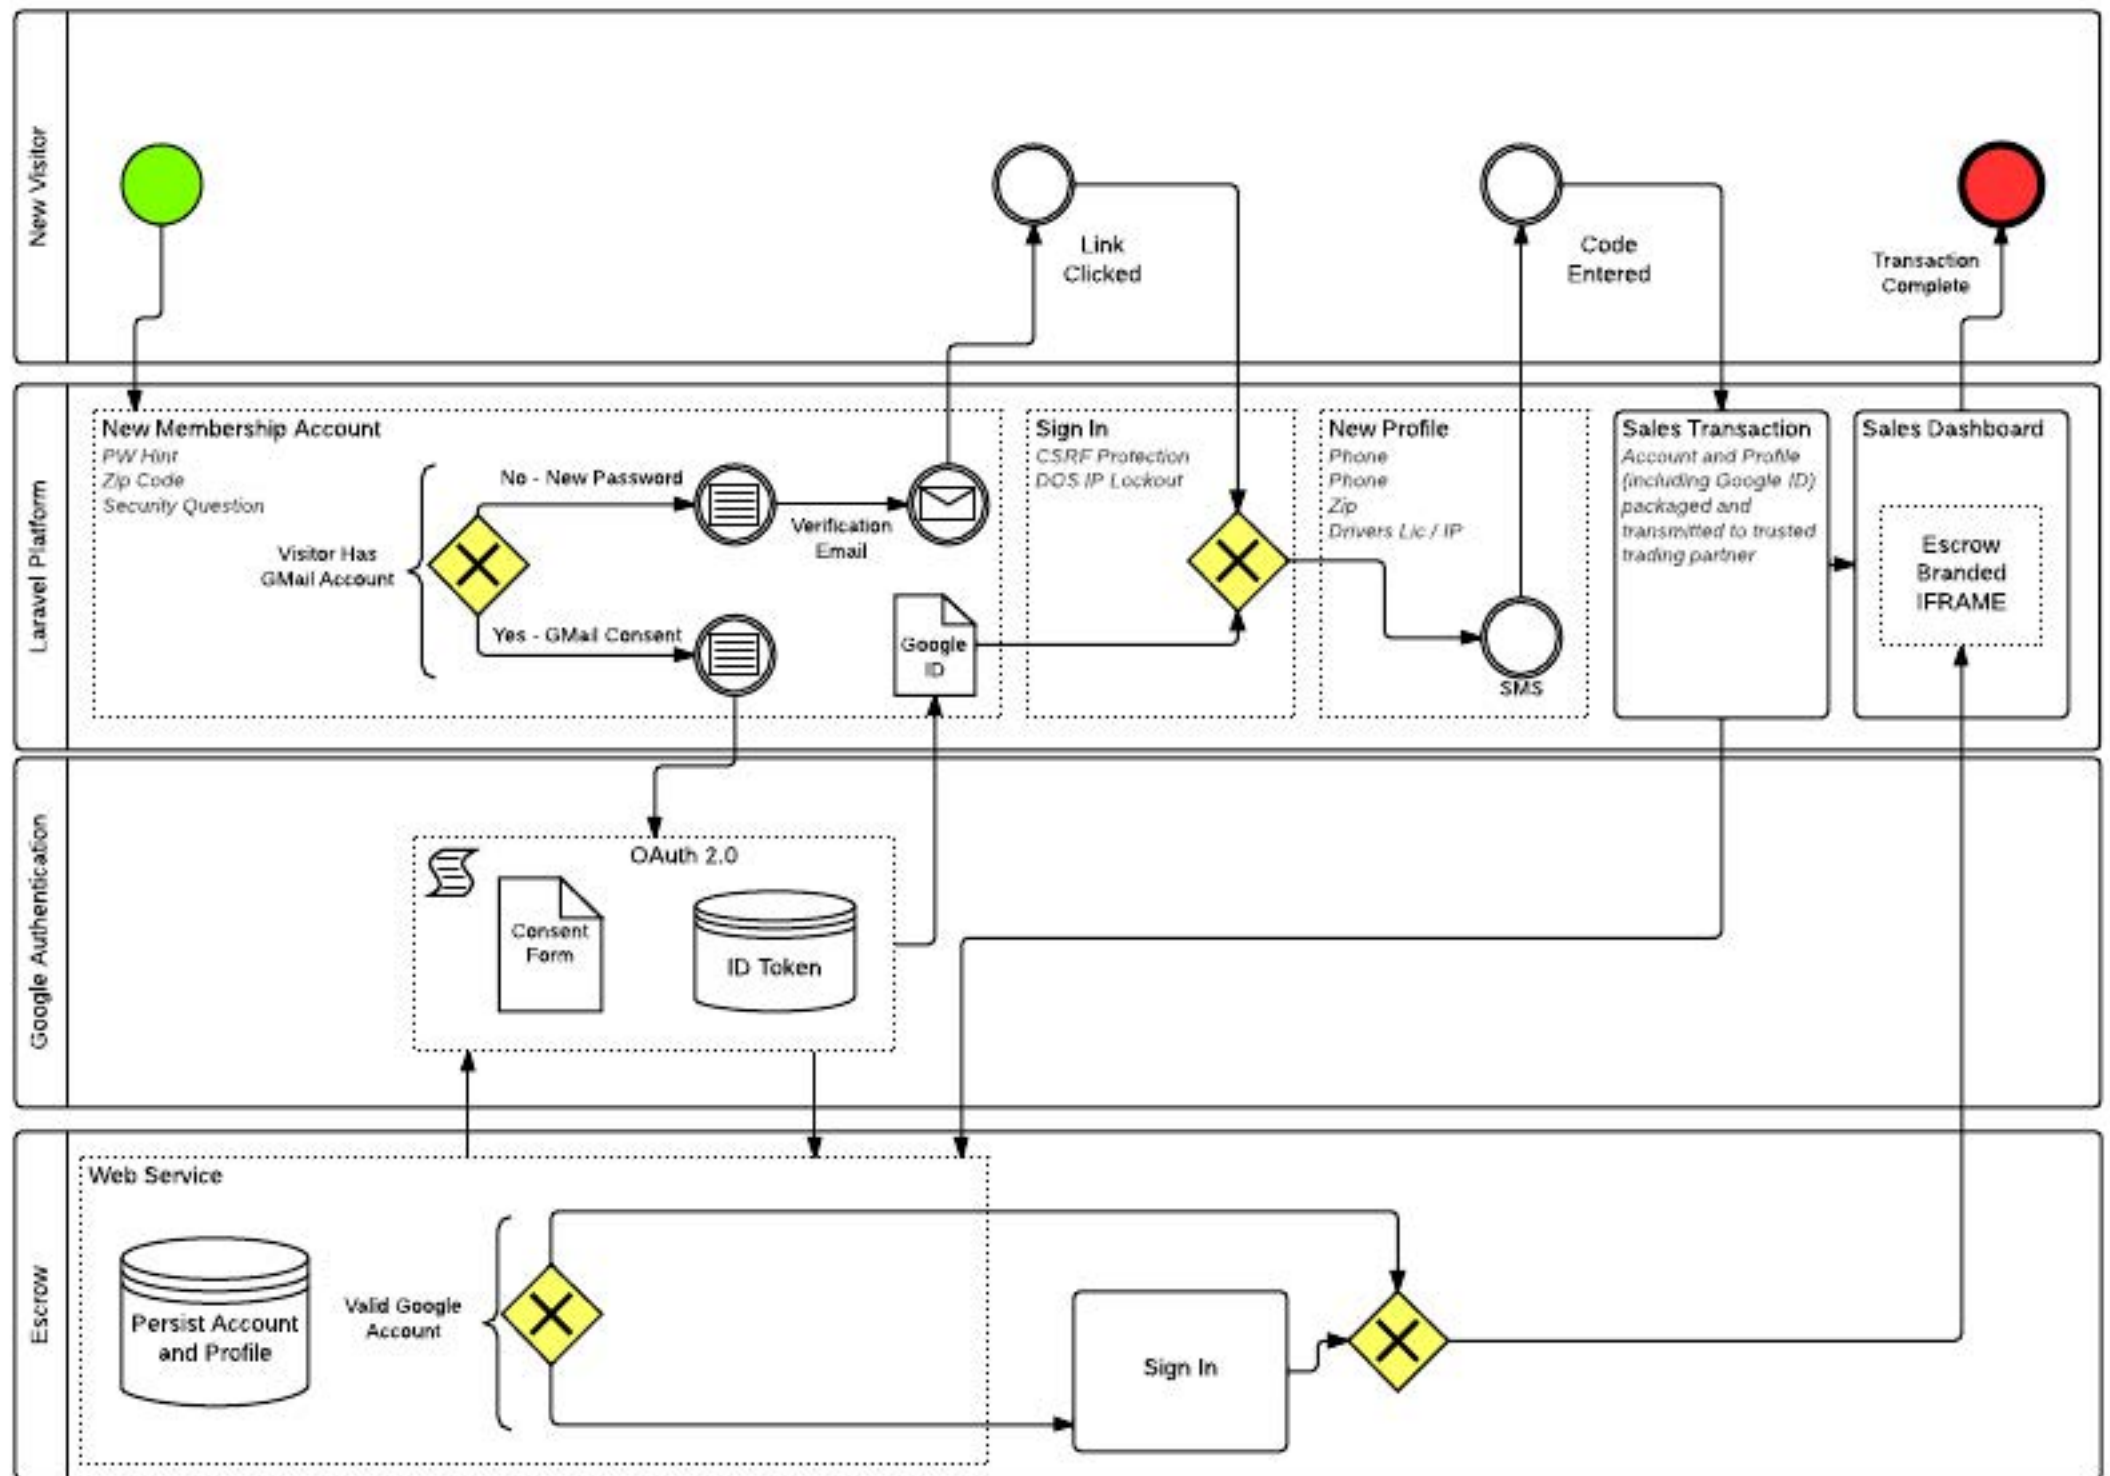 New Visitor
Link
Clicked
Code
Entered
Transaction
Complete
Laravel Platform
New Membership Account
PW Hint
Zip Code
Security Question
Visitor Has
GMail Account
No - New Password
Verification
Email
Yes - GMail Consent
Google
ID
Sign In
CSRF Protection
DOS IP Lockout
New Profile
Phone
Phone
Zip
Drivers Lic / IP
SMS
Sales Transaction
Account and Profile
(including Google ID)
packaged and
transmitted to trusted
trading partner
Sales Dashboard
Escrow
Branded
IFRAME
Google Authentication
OAuth 2.0
Consent
Form
ID Token
Escrow
Web Service
Persist Account
and Profile
Valid Google
Account
Sign In